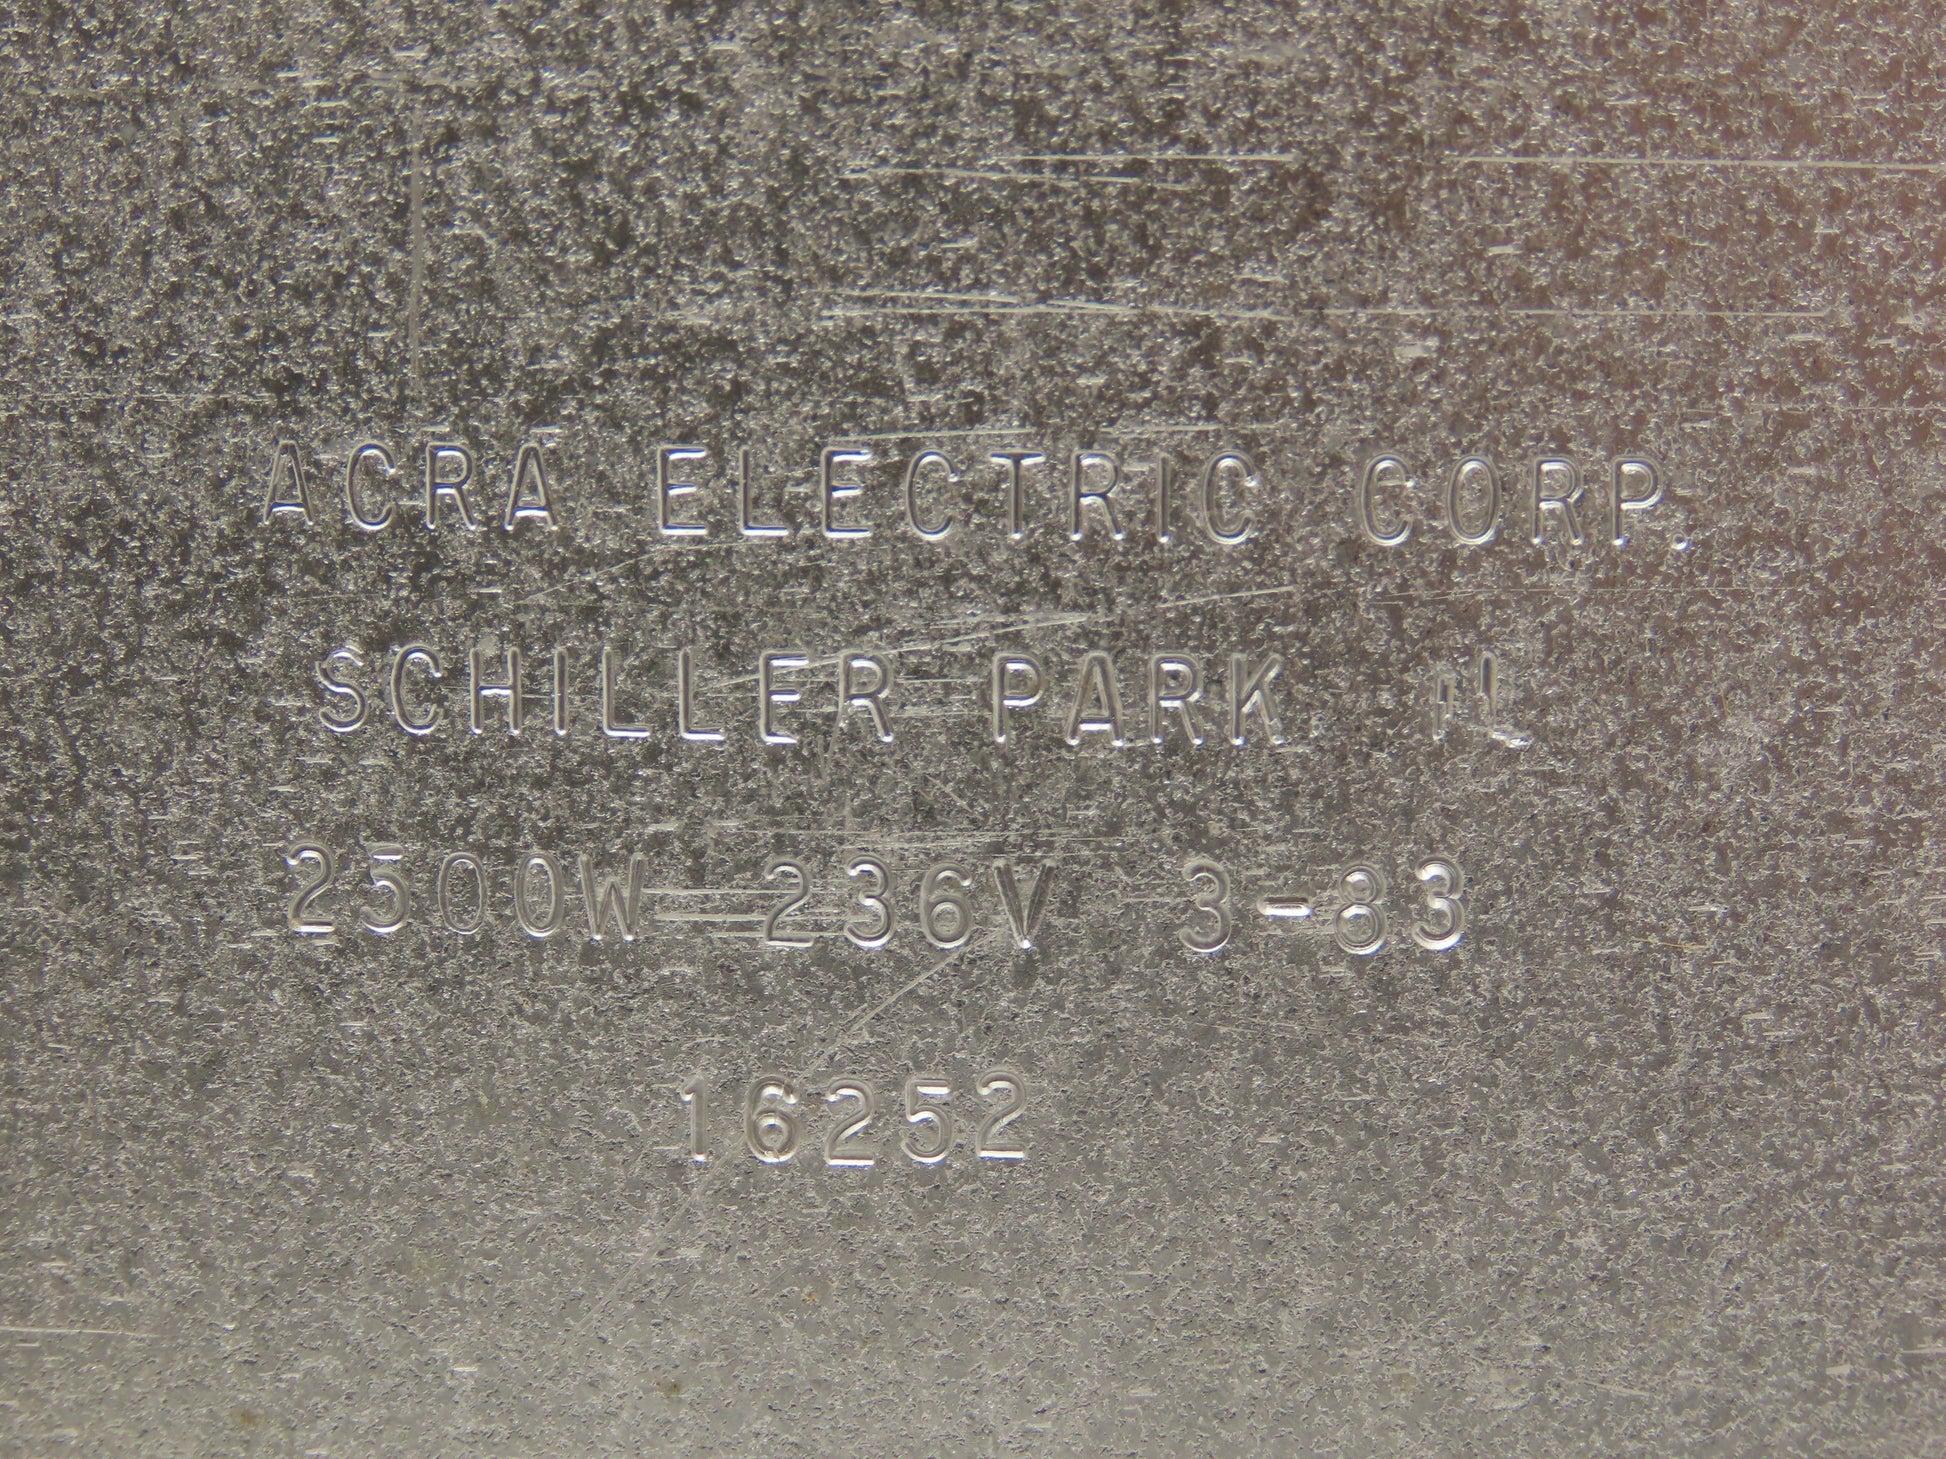 ACRA ELECTRIC CORP.
SCHILLER PARK IL
2500W 236V 3-83
16252